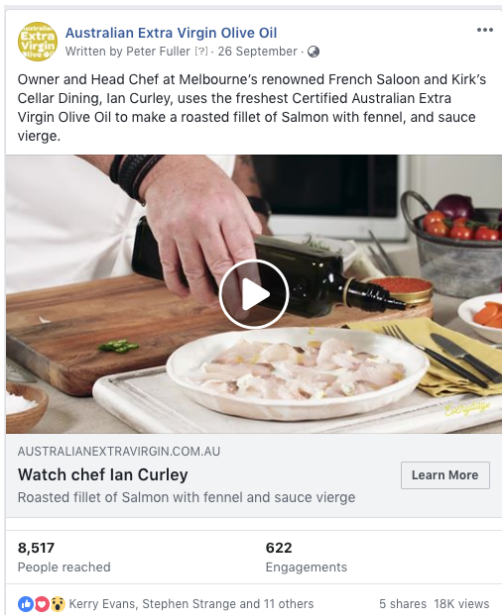 Australian
Extra
Virgin
Olive Oil
Australian Extra Virgin Olive Oil
Written by Peter Fuller [?] · 26 September ·
Owner and Head Chef at Melbourne's renowned French Saloon and Kirk's
Cellar Dining, Ian Curley, uses the freshest Certified Australian Extra
Virgin Olive Oil to make a roasted fillet of Salmon with fennel, and sauce
vierge.
Everyday
AUSTRALIANEXTRAVIRGIN.COM.AU
Watch chef Ian Curley
Learn More
Roasted fillet of Salmon with fennel and sauce vierge
8,517
622
People reached
Engagements
Kerry Evans, Stephen Strange and 11 others
5 shares 18K views